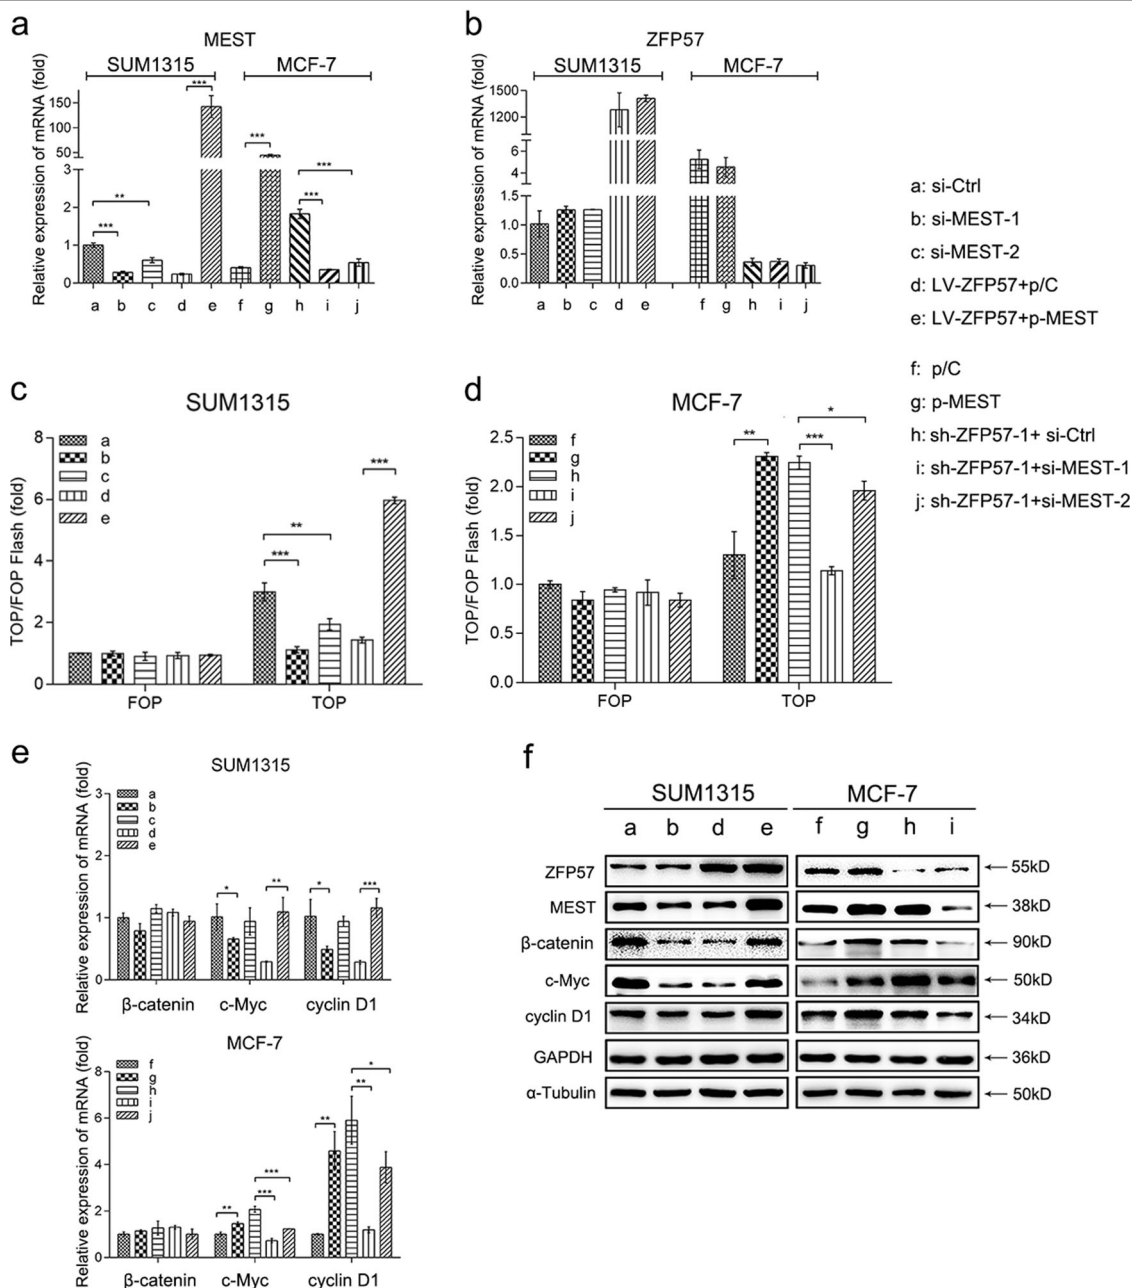 a
MEST
SUM1315
MCF-7
Relative expression of mRNA (fold)
150
100
50
3
2
1
0
***
**
***
***
***
***
a b c d e f g h i j
b
ZFP57
SUM1315
MCF-7
Relative expression of mRNA (fold)
1500
1000
500
6
4
2
1.5
1.0
0.5
0.0
a b c d e f g h i j
a: si-Ctrl
b: si-MEST-1
c: si-MEST-2
d: LV-ZFP57+p/C
e: LV-ZFP57+p-MEST
f: p/C
g: p-MEST
h: sh-ZFP57-1+ si-Ctrl
i: sh-ZFP57-1+si-MEST-1
j: sh-ZFP57-1+si-MEST-2
c
SUM1315
TOP/FOP Flash (fold)
8
6
4
2
0
a
b
c
d
e
***
**
***
FOP TOP
d
MCF-7
TOP/FOP Flash (fold)
2.5
2.0
1.5
1.0
0.5
0.0
f
g
h
i
j
*
** ***
FOP TOP
e
SUM1315
Relative expression of mRNA (fold)
3
2
1
0
a
b
c
d
e
* ** * ***
β-catenin c-Myc cyclin D1
MCF-7
Relative expression of mRNA (fold)
8
6
4
2
0
f
g
h
i
j
*
**
**
***
***
**
β-catenin c-Myc cyclin D1
f
SUM1315 MCF-7
a b d e f g h i
ZFP57 ←55kD
MEST ←38kD
β-catenin ←90kD
c-Myc ←50kD
cyclin D1 ←34kD
GAPDH ←36kD
α-Tubulin ←50kD